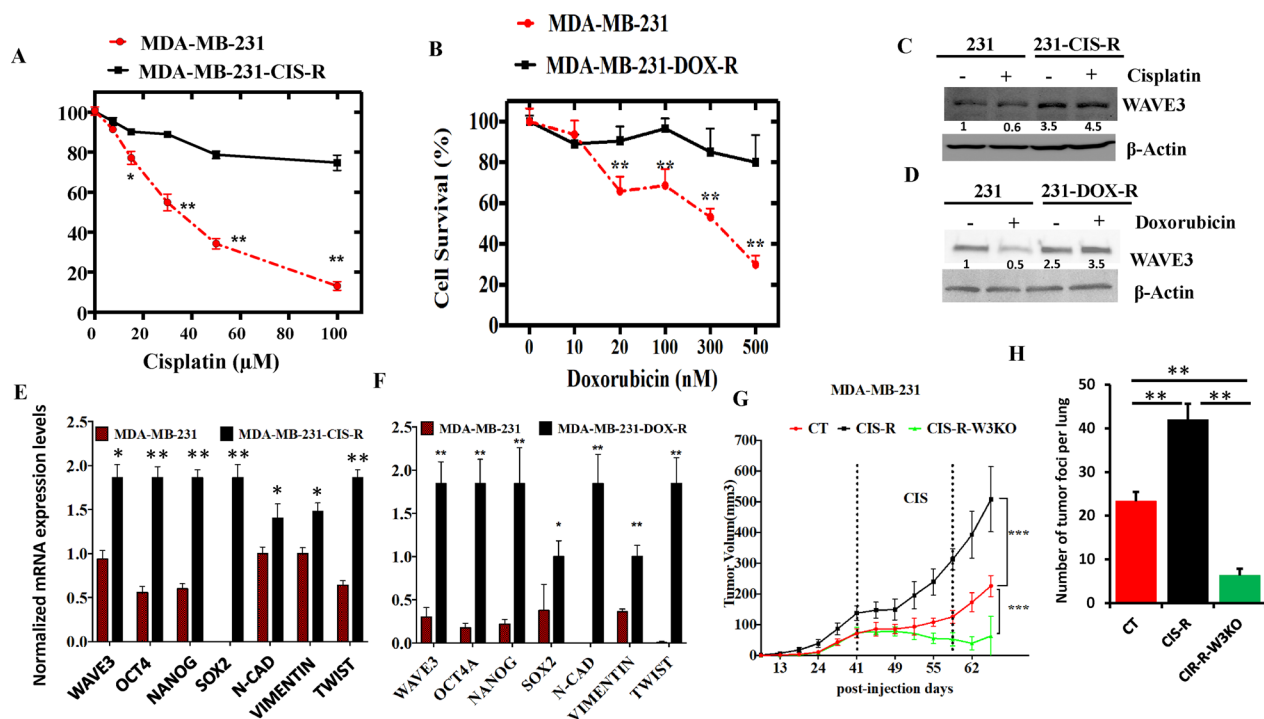 A
MDA-MB-231
MDA-MB-231-CIS-R
100
80
60
40
20
0
0 20 40 60 80 100
Cisplatin (µM)
B
MDA-MB-231
MDA-MB-231-DOX-R
Cell Survival (%)
100
80
60
40
20
0
0 10 20 100 300 500
Doxorubicin (nM)
* ** ** **
** ** ** **
C
231 231-CIS-R
- + - + Cisplatin
WAVE3
1 0.6 3.5 4.5
β-Actin
D
231 231-DOX-R
- + - + Doxorubicin
WAVE3
1 0.5 2.5 3.5
β-Actin
E
Normalized mRNA expression levels
MDA-MB-231 MDA-MB-231-CIS-R
2.0
1.5
1.0
0.5
0.0
* ** ** ** * * **
WAVE3 OCT4 NANOG SOX2 N-CAD VIMENTIN TWIST
F
MDA-MB-231 MDA-MB-231-DOX-R
2.5
2.0
1.5
1.0
0.5
0.0
** ** ** * ** ** **
WAVE3 OCT4A NANOG SOX2 N-CAD VIMENTIN TWIST
G
MDA-MB-231
CT CIS-R CIS-R-W3KO
Tumor Volum(mm3)
700
600
500
400
300
200
100
0
CIS
***
***
13 24 41 49 55 62
post-injection days
H
Number of tumor foci per lung
50
40
30
20
10
0
**
** **
CT CIS-R CIR-R-W3KO